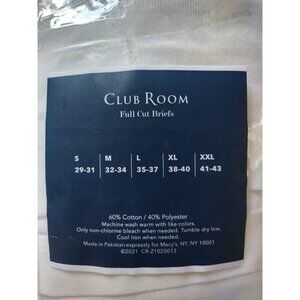 CLUB ROOM
Full Cut Briefs
S M L XL XXL
29-31 32-34 35-37 38-40 41-43
60% Cotton / 40% Polyester
Machine wash warm with like colors.
Only non-chlorine bleach when needed. Tumble dry low.
Cool Iron when needed.
Made in Pakistan expressly for Macy's, NY, NY 10001
©2021 CR-Z1020013